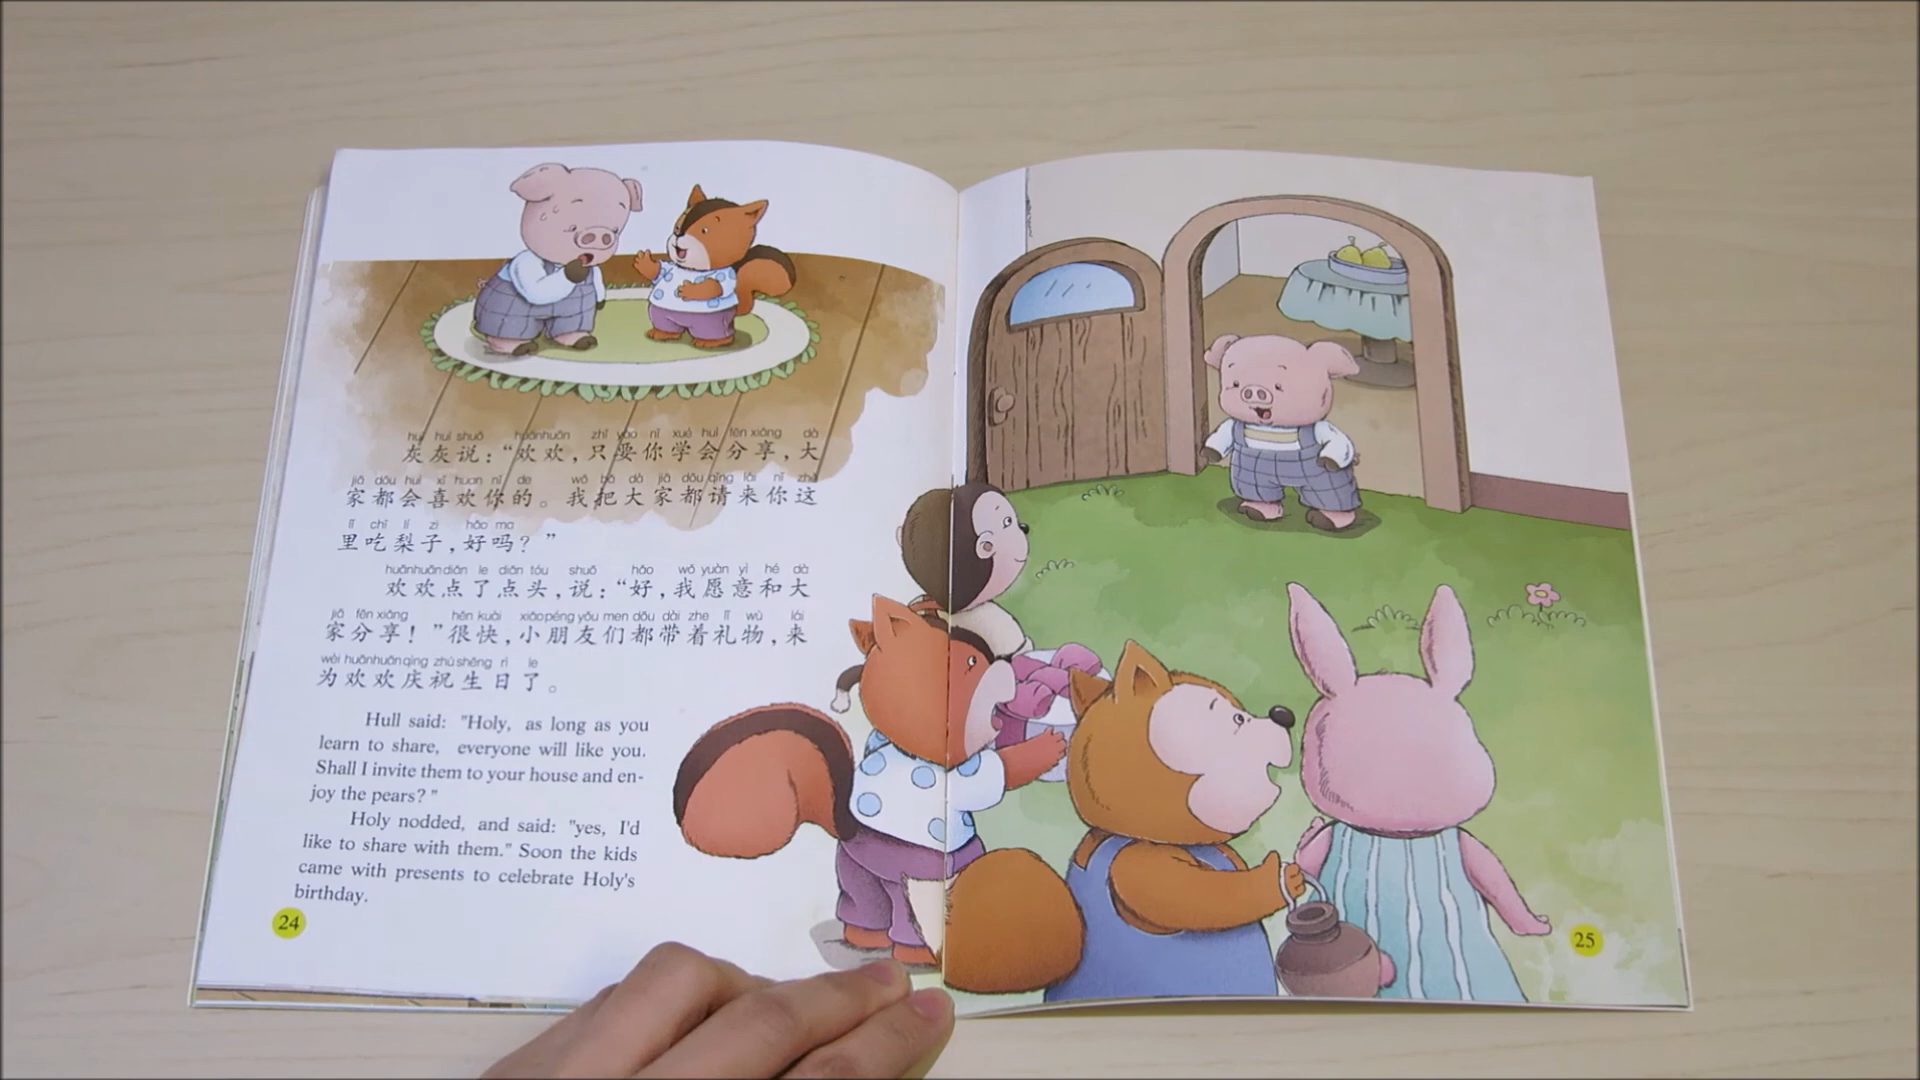 huī huī shuō huānhuān zhǐ yào nǐ xué huì fēn xiǎng dà
灰灰说：“欢欢，只要你学会分享，大
jiā dōu huì xǐ huan nǐ de wǒ bǎ dà jiā dōu qǐng lái nǐ zhè
家都会喜欢你的。我把大家都请来你这
lǐ chī lí zi hǎo ma
里吃梨子，好吗？”
huānhuān diǎn le diǎn tóu shuō hǎo wǒ yuàn yì hé dà
欢欢点了点头，说：“好，我愿意和大
jiā fēn xiǎng hěn kuài xiǎo péng yǒu men dōu dài zhe lǐ wù lái
家分享！”很快，小朋友们都带着礼物，来
wèi huānhuān qìng zhù shēng rì le
为欢欢庆祝生日了。
Hull said: "Holy, as long as you
learn to share, everyone will like you.
Shall I invite them to your house and en-
joy the pears?"
Holy nodded, and said: "yes, I'd
like to share with them." Soon the kids
came with presents to celebrate Holy's
birthday.
24
25